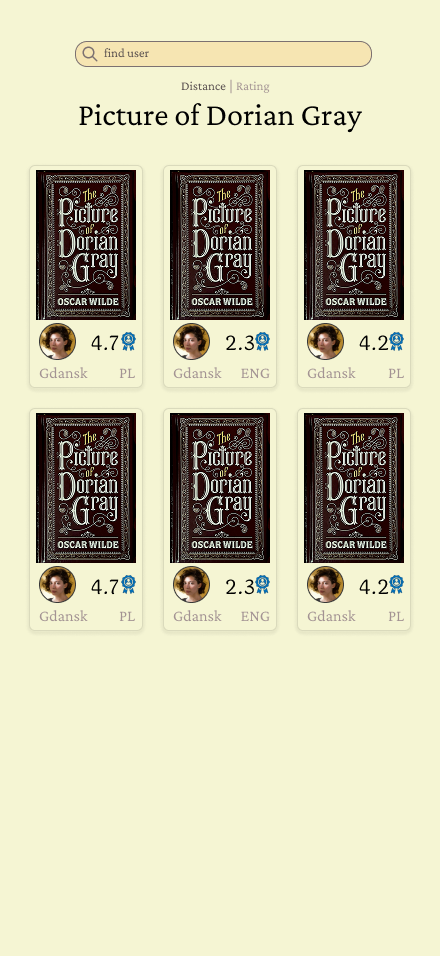 find user
Distance | Rating
Picture of Dorian Gray
The
Picture
of
Dorian
Gray
OSCAR WILDE
4.7
Gdansk PL
The
Picture
of
Dorian
Gray
OSCAR WILDE
2.3
Gdansk ENG
The
Picture
of
Dorian
Gray
OSCAR WILDE
4.2
Gdansk PL
The
Picture
of
Dorian
Gray
OSCAR WILDE
4.7
Gdansk PL
The
Picture
of
Dorian
Gray
OSCAR WILDE
2.3
Gdansk ENG
The
Picture
of
Dorian
Gray
OSCAR WILDE
4.2
Gdansk PL